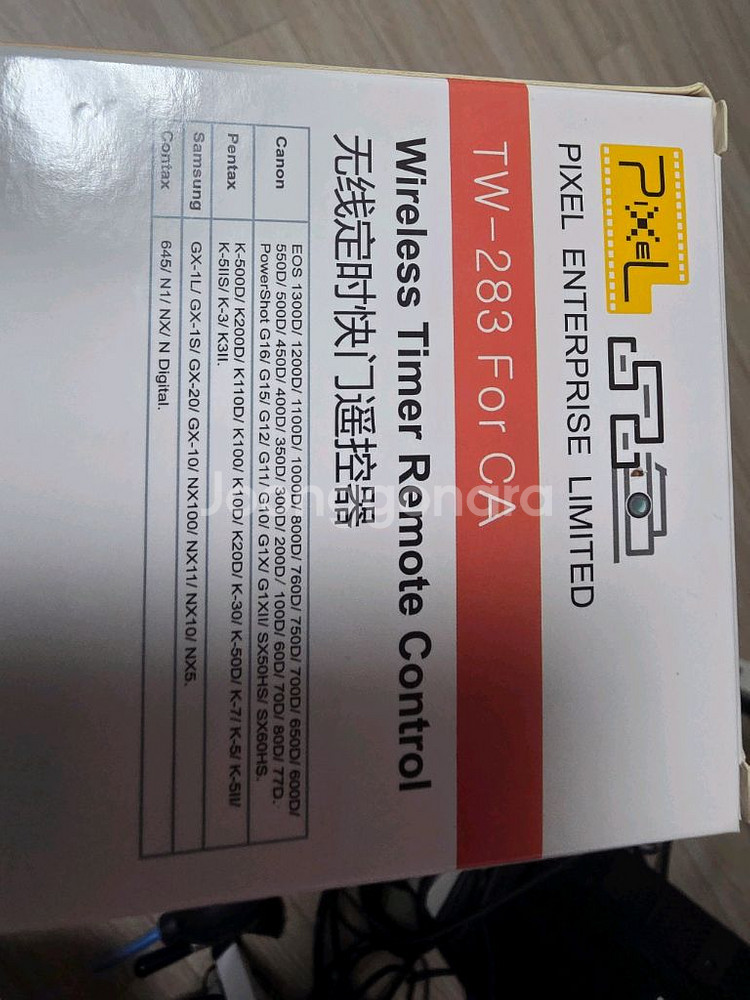 PIXEL
PIXEL ENTERPRISE LIMITED
TW-283 For CA
Wireless Timer Remote Control
无线定时快门遥控器
Canon
EOS 1300D/ 1200D/ 1100D/ 1000D/ 800D/ 760D/ 750D/ 700D/ 650D/ 600D/
550D/ 500D/ 450D/ 400D/ 350D/ 300D/ 200D/ 100D/ 60D/ 70D/ 80D/ 77D.
PowerShot G16/ G15/ G12/ G11/ G10/ G1X/ G1XII/ SX50HS/ SX60HS.
Pentax
K-500D/ K200D/ K110D/ K100/ K20D/ K-30/ K-50D/ K-7/ K-5/ K-5II/
K-5IIS/ K-3/ K3II.
Samsung
GX-1L/ GX-1S/ GX-20/ GX-10/ NX100/ NX11/ NX10/ NX5.
Contax
645/ N1/ NX/ N Digital.
Joonggonara